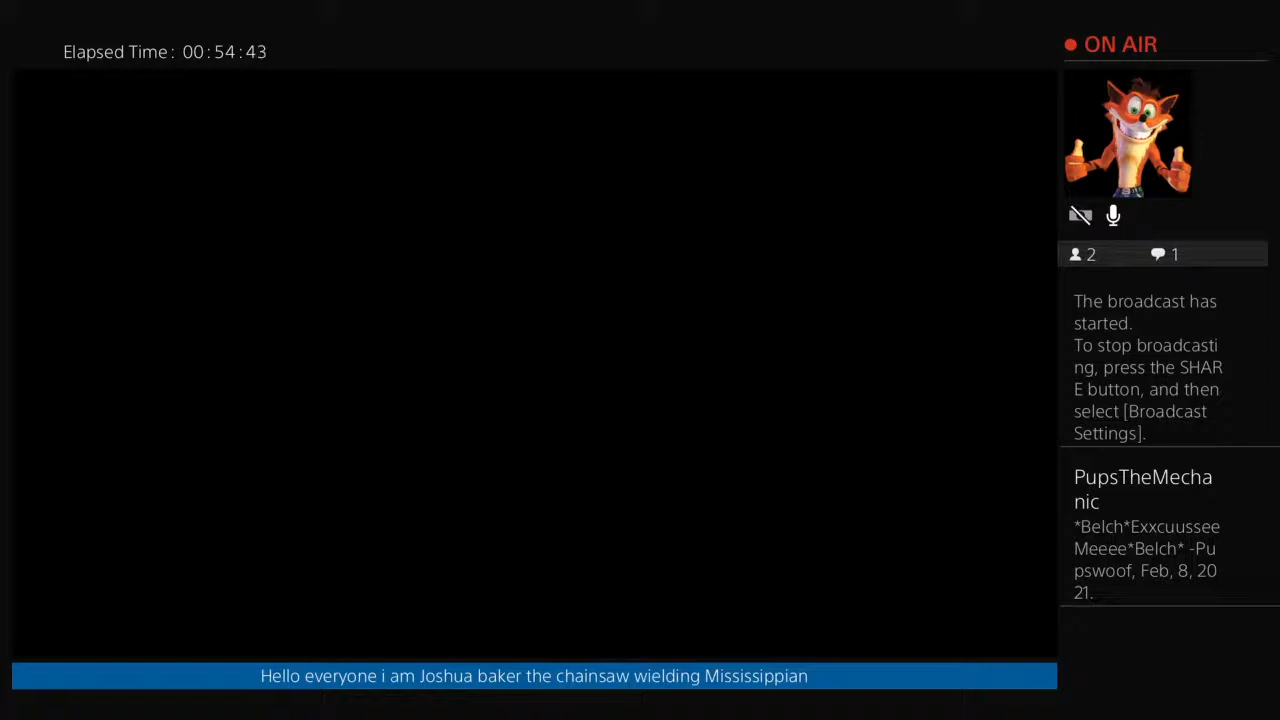 Elapsed Time: 00:54:43
ON AIR
2 1
The broadcast has
started.
To stop broadcasti
ng, press the SHAR
E button, and then
select [Broadcast
Settings].
PupsTheMecha
nic
*Belch*Exxcuussee
Meeee*Belch* -Pu
pswoof, Feb, 8, 20
21.
Hello everyone i am Joshua baker the chainsaw wielding Mississippian